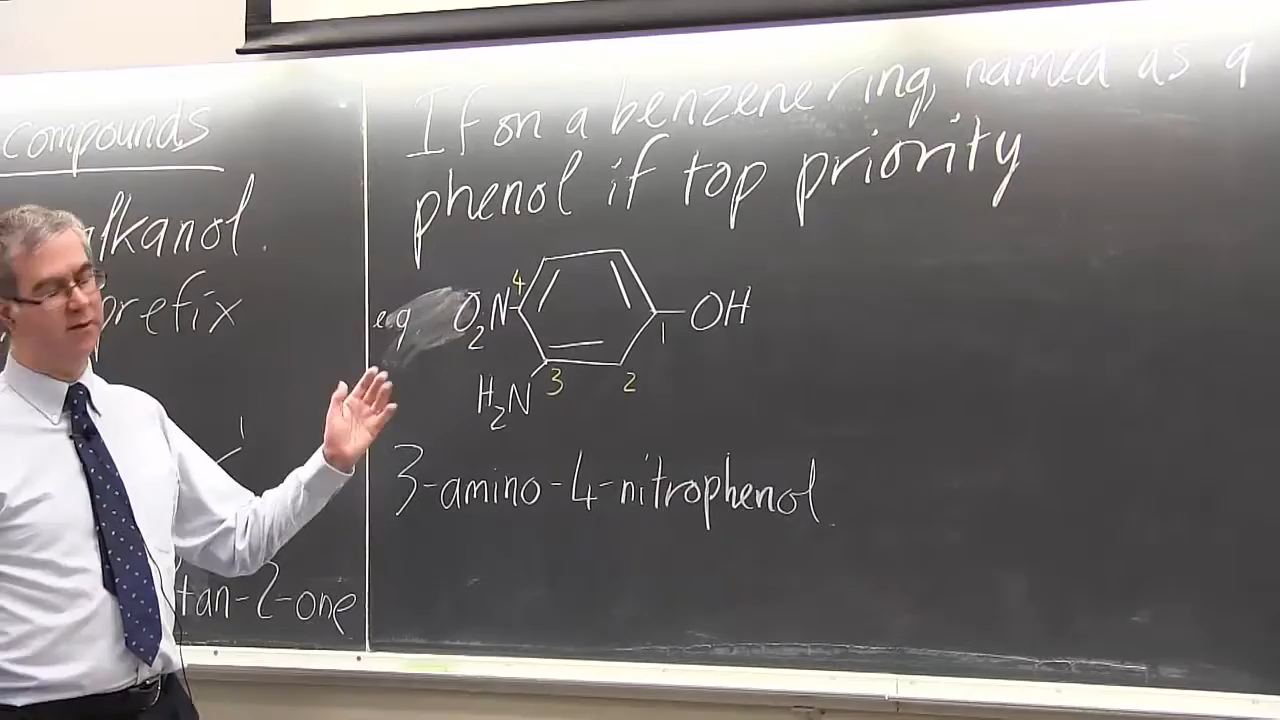 compounds
alkanol.
prefix
1
tan-2-one
If on a benzene ring, named as a
phenol if top priority
e.g. O2N 4 1 OH
H2N 3 2
3-amino-4-nitrophenol.